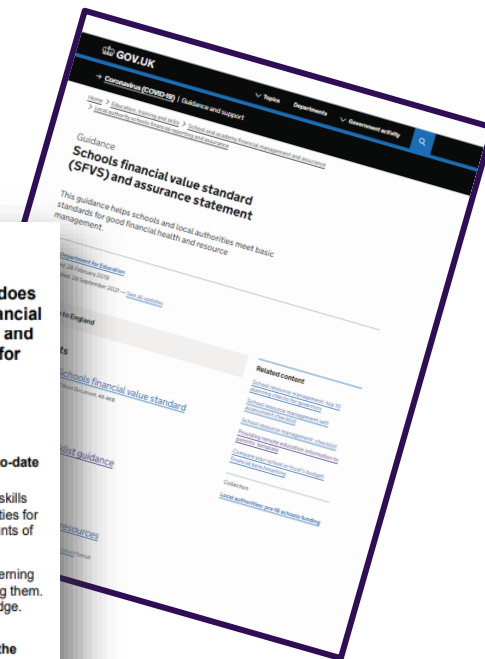 GOV.UK
Topics
Departments
Government activity
→ Coronavirus (COVID-19) | Guidance and support
Home > Education, training and skills > School and academy financial management and assurance
> Local authority schools financial reporting and assurance
Guidance
Schools financial value standard
(SFVS) and assurance statement
This guidance helps schools and local authorities meet basic
standards for good financial health and resource
management.
Department for Education
28 February 2019
28 September 2021 — See all updates
to England
Schools financial value standard
list guidance
resources
Related content
School resource management: top 10
planning checks for governors
School resource management self-
assessment checklist
School resource management: checklist
Providing remote education information to
parents: template
Compare your school or trust's budget:
financial benchmarking
Collection
Local authorities: pre-16 schools funding
does
ancial
and
for
o-date
skills
ties for
nts of
erning
g them.
dge.
the